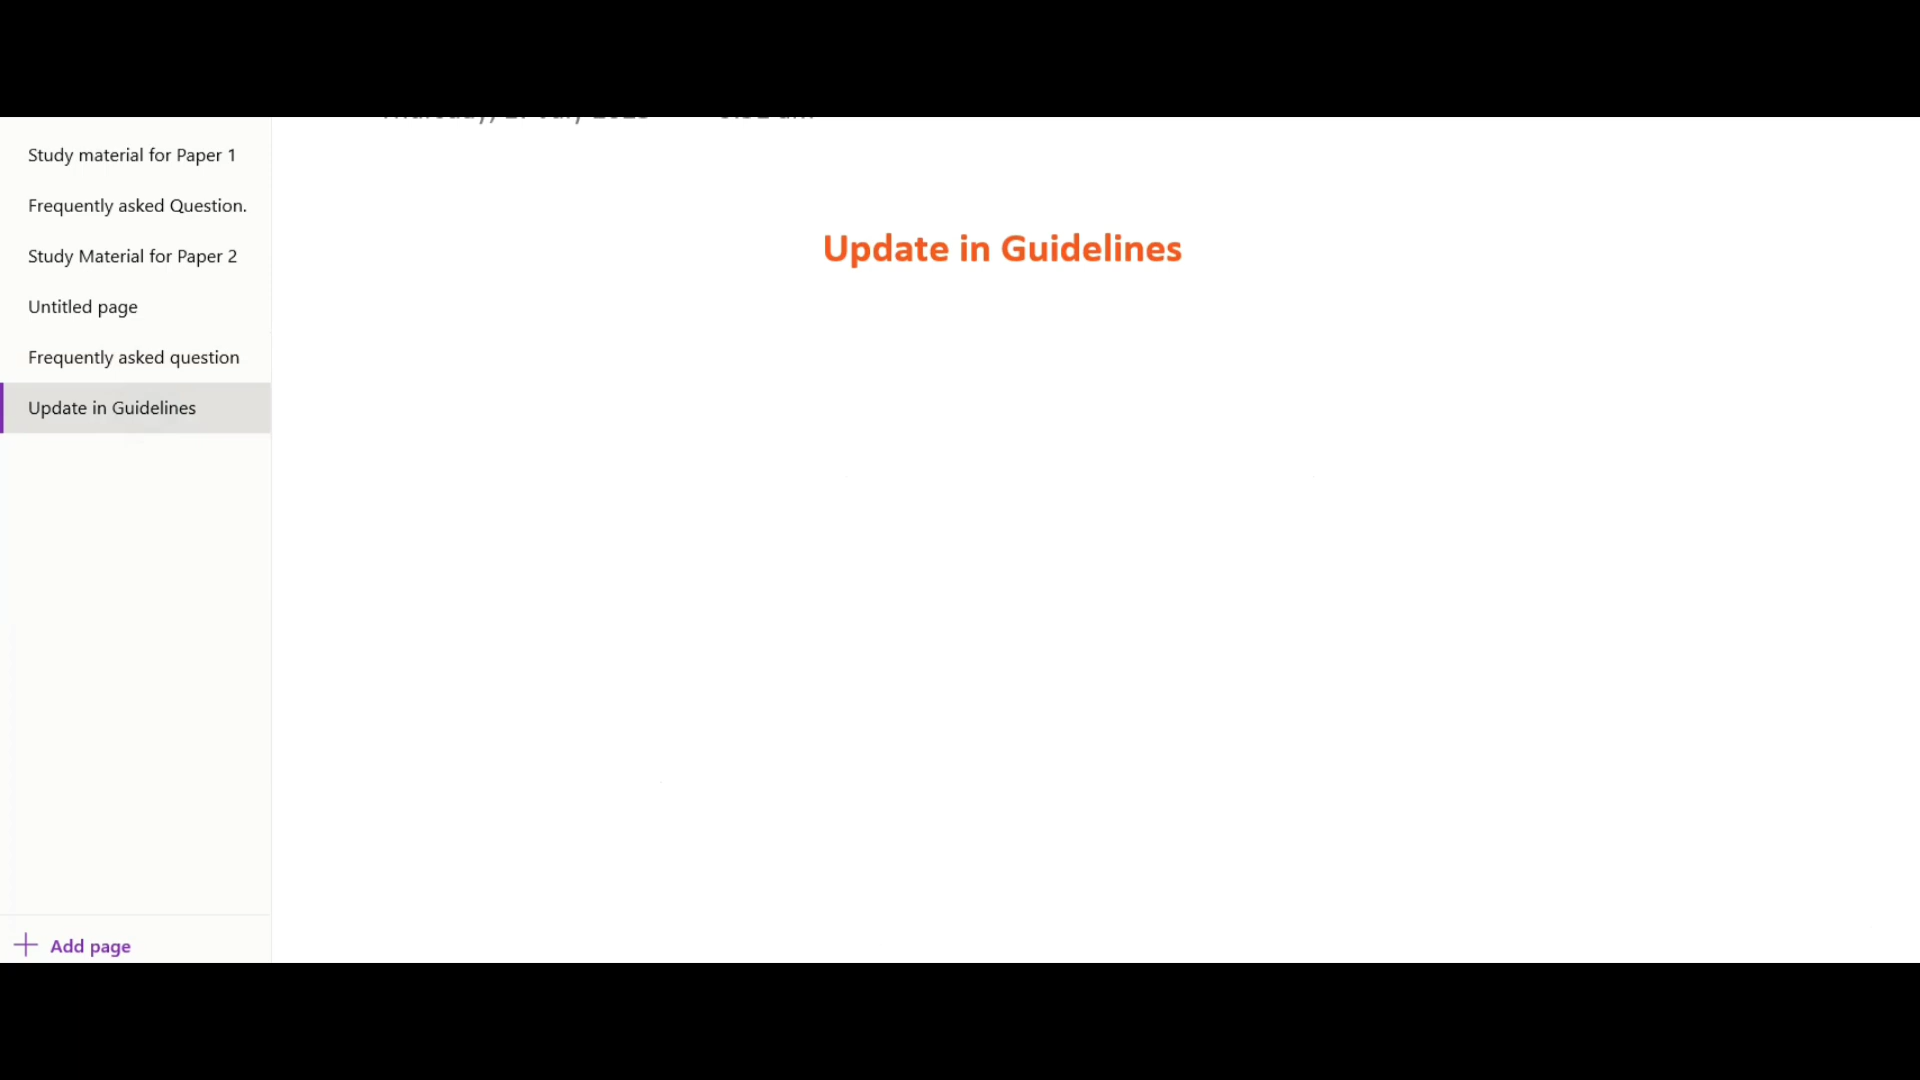 Study material for Paper 1
Frequently asked Question.
Study Material for Paper 2
Untitled page
Frequently asked question
Update in Guidelines
Add page
Update in Guidelines